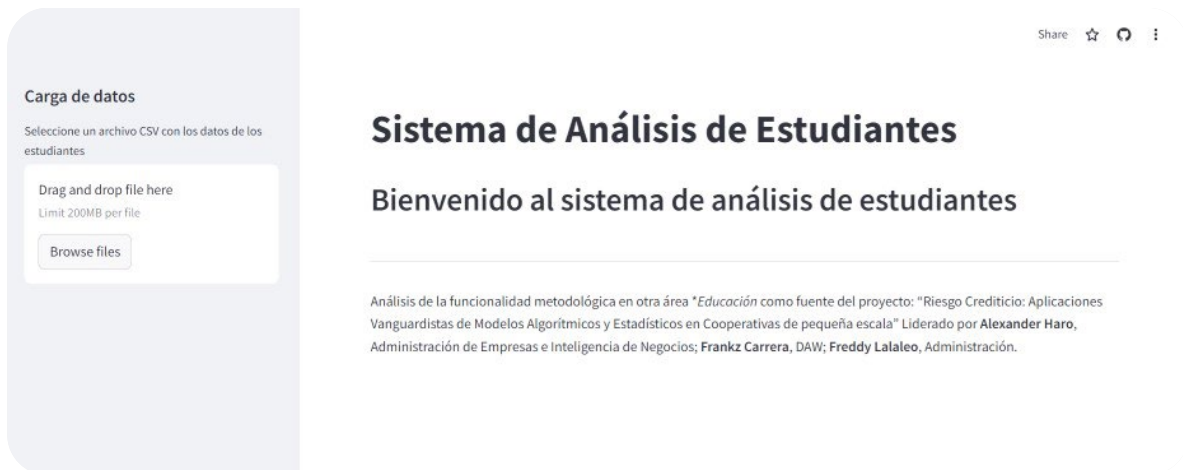 Share
Carga de datos
Seleccione un archivo CSV con los datos de los
estudiantes
Drag and drop file here
Limit 200MB per file
Browse files
Sistema de Análisis de Estudiantes
Bienvenido al sistema de análisis de estudiantes
Análisis de la funcionalidad metodológica en otra área *Educación como fuente del proyecto: “Riesgo Crediticio: Aplicaciones
Vanguardistas de Modelos Algorítmicos y Estadísticos en Cooperativas de pequeña escala” Liderado por Alexander Haro,
Administración de Empresas e Inteligencia de Negocios; Frankz Carrera, DAW; Freddy Lalaleo, Administración.